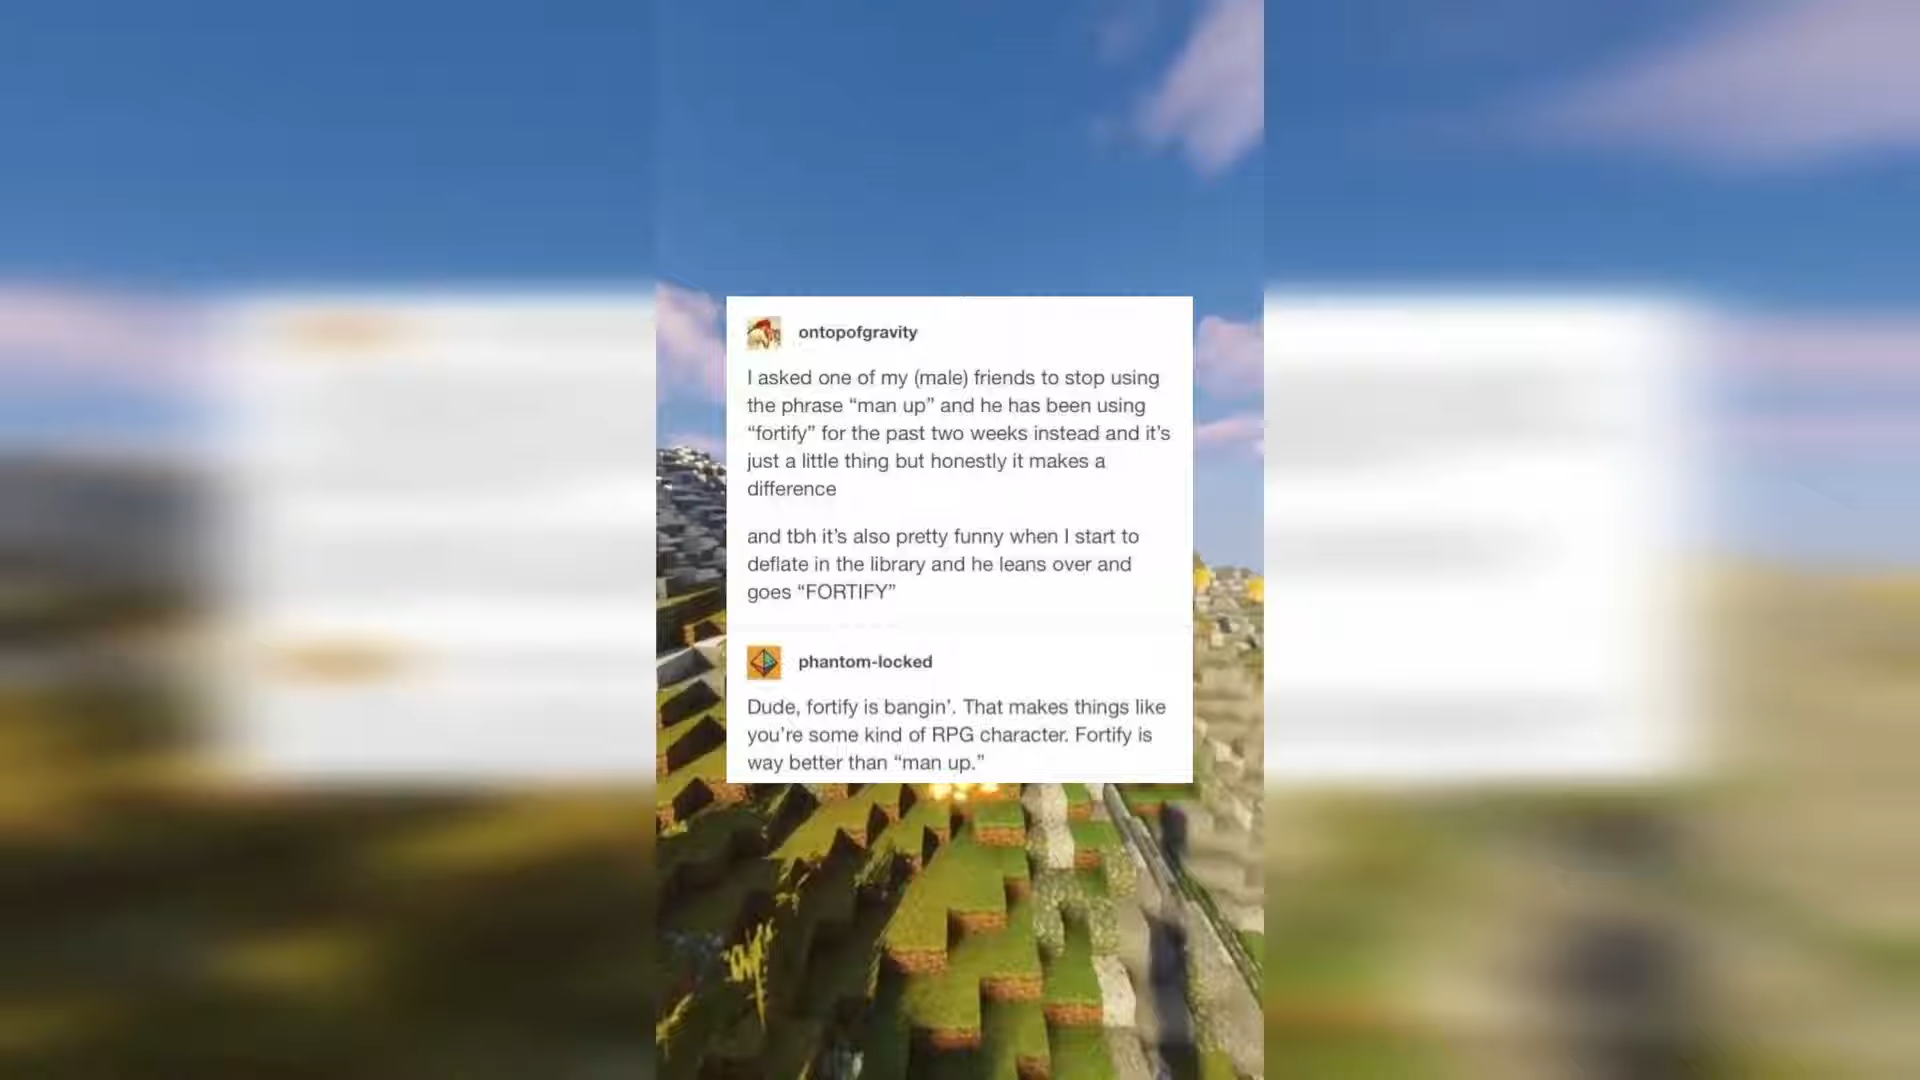 ontopofgravity
I asked one of my (male) friends to stop using
the phrase “man up” and he has been using
“fortify” for the past two weeks instead and it’s
just a little thing but honestly it makes a
difference
and tbh it’s also pretty funny when I start to
deflate in the library and he leans over and
goes “FORTIFY”
phantom-locked
Dude, fortify is bangin’. That makes things like
you’re some kind of RPG character. Fortify is
way better than “man up.”